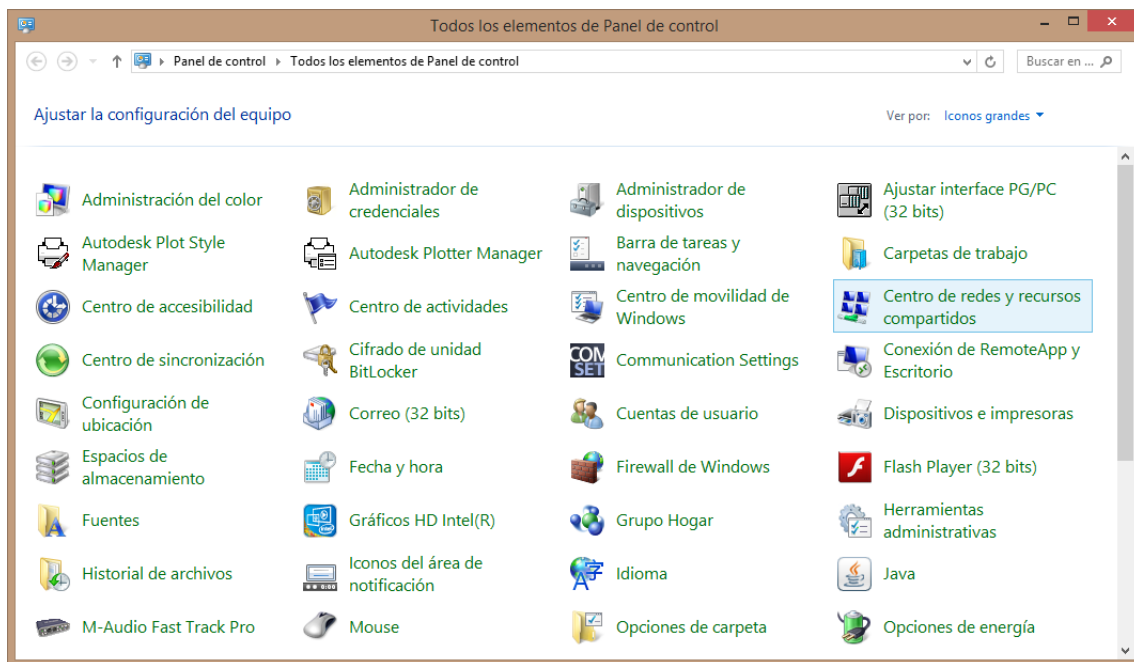 Todos los elementos de Panel de control
Panel de control Todos los elementos de Panel de control
Buscar en ...
Ajustar la configuración del equipo
Ver por: Iconos grandes
Administración del color
Administrador de
credenciales
Administrador de
dispositivos
Ajustar interface PG/PC
(32 bits)
Autodesk Plot Style
Manager
Autodesk Plotter Manager
Barra de tareas y
navegación
Carpetas de trabajo
Centro de accesibilidad
Centro de actividades
Centro de movilidad de
Windows
Centro de redes y recursos
compartidos
Centro de sincronización
Cifrado de unidad
BitLocker
COM
SET
Communication Settings
Conexión de RemoteApp y
Escritorio
Configuración de
ubicación
Correo (32 bits)
Cuentas de usuario
Dispositivos e impresoras
Espacios de
almacenamiento
Fecha y hora
Firewall de Windows
Flash Player (32 bits)
Fuentes
Gráficos HD Intel(R)
Grupo Hogar
Herramientas
administrativas
Historial de archivos
Iconos del área de
notificación
Idioma
Java
M-Audio Fast Track Pro
Mouse
Opciones de carpeta
Opciones de energía